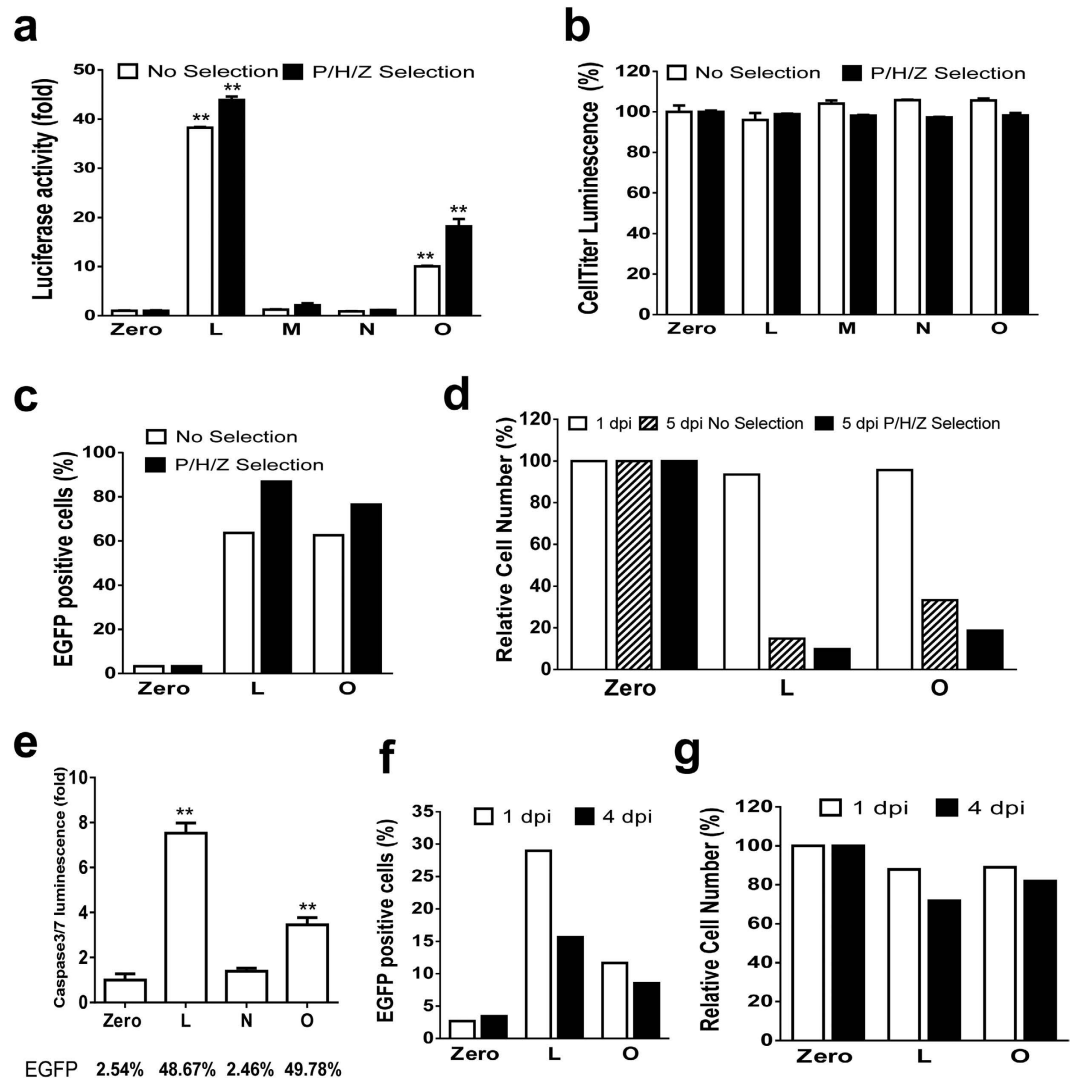 a
No Selection P/H/Z Selection
Luciferase activity (fold)
50
40
30
20
10
0
** ** ** **
Zero L M N O
b
No Selection P/H/Z Selection
CellTiter Luminescence (%)
120
100
80
60
40
20
0
Zero L M N O
c
No Selection
P/H/Z Selection
EGFP positive cells (%)
100
80
60
40
20
0
Zero L O
d
1 dpi 5 dpi No Selection 5 dpi P/H/Z Selection
Relative Cell Number (%)
120
100
80
60
40
20
0
Zero L O
e
Caspase3/7 luminescence (fold)
10
8
6
4
2
0
** **
Zero L N O
EGFP 2.54% 48.67% 2.46% 49.78%
f
1 dpi 4 dpi
EGFP positive cells (%)
35
30
25
20
15
10
5
0
Zero L O
g
1 dpi 4 dpi
Relative Cell Number (%)
120
100
80
60
40
20
0
Zero L O